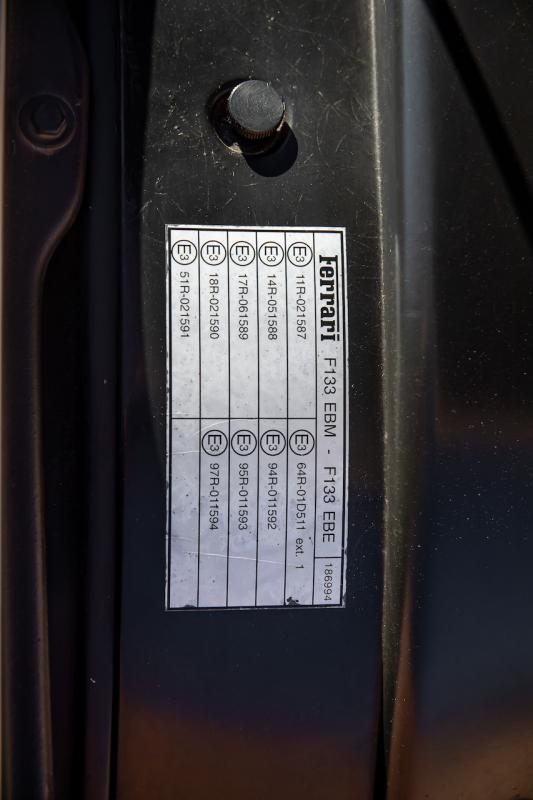 Ferrari F133 EBM - F133 EBE 186994
E3 11R-021587 E3 64R-01D511 ext. 1
E3 14R-051588 E3 94R-011592
E3 17R-061589 E3 95R-011593
E3 18R-021590 E3 97R-011594
E3 51R-021591